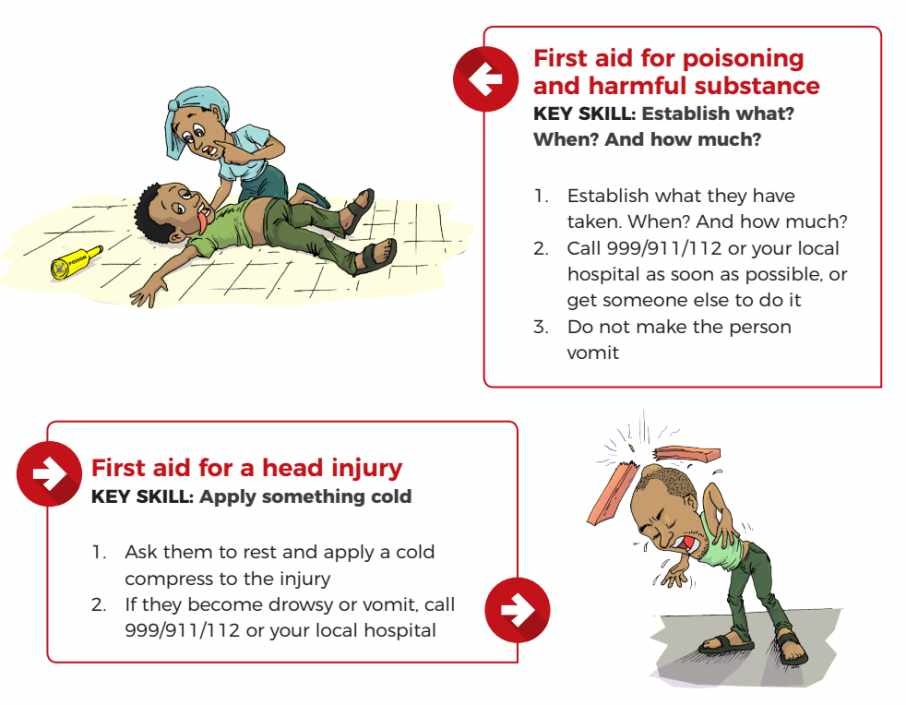 First aid for poisoning
and harmful substance
KEY SKILL: Establish what?
When? And how much?
1. Establish what they have
taken. When? And how much?
2. Call 999/911/112 or your local
hospital as soon as possible, or
get someone else to do it
3. Do not make the person
vomit
POISON
First aid for a head injury
KEY SKILL: Apply something cold
1. Ask them to rest and apply a cold
compress to the injury
2. If they become drowsy or vomit, call
999/911/112 or your local hospital